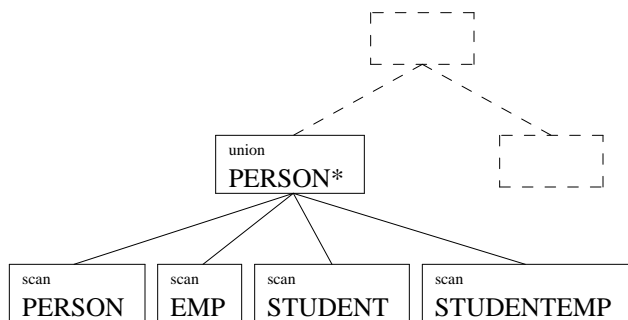 union
PERSON*
scan
PERSON
scan
EMP
scan
STUDENT
scan
STUDENTEMP